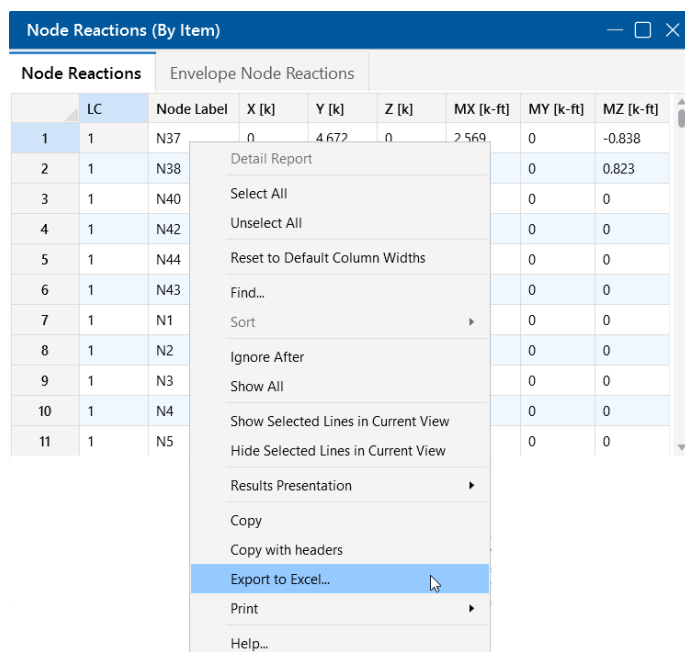 Node Reactions (By Item)
Node Reactions Envelope Node Reactions
LC Node Label X [k] Y [k] Z [k] MX [k-ft] MY [k-ft] MZ [k-ft]
1 1 N37 0 4.672 0 2.569 0 -0.838
2 1 N38 0 0.823
3 1 N40 0 0
4 1 N42 0 0
5 1 N44 0 0
6 1 N43 0 0
7 1 N1 0 0
8 1 N2 0 0
9 1 N3 0 0
10 1 N4 0 0
11 1 N5 0 0
Detail Report
Select All
Unselect All
Reset to Default Column Widths
Find...
Sort
Ignore After
Show All
Show Selected Lines in Current View
Hide Selected Lines in Current View
Results Presentation
Copy
Copy with headers
Export to Excel...
Print
Help...